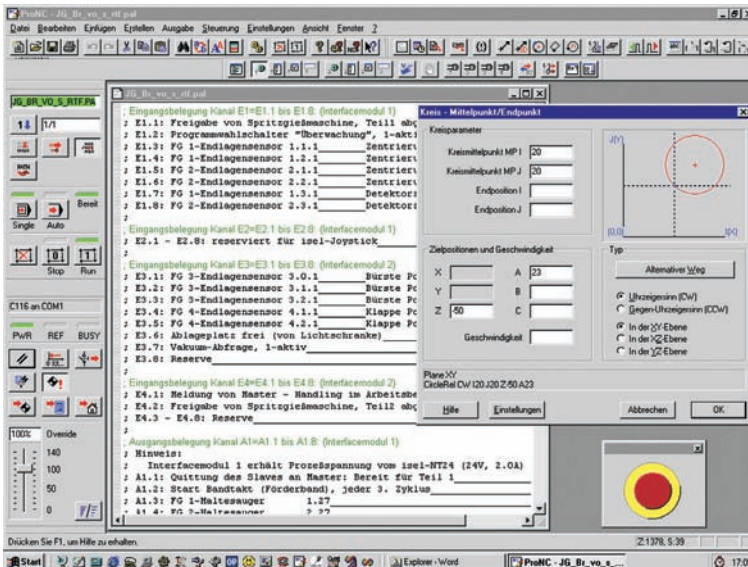 ProNC - JG_Br_vo_s_rtf.pal
Datei Bearbeiten Einfügen Erstellen Ausgabe Steuerung Einstellungen Ansicht Fenster ?
JG_BR_VO_S_RTF.PA
1/1
Single Auto Bereit
Stop Run
C116 an COM1
PWR REF BUSY
100% Override
140
100
50
0
JG_Br_vo_s_rtf.pal
; Eingangsbelegung Kanal E1=E1.1 bis E1.8: (Interfacemodul 1)
; E1.1: Freigabe von Spritzgießmaschine, Teil1
; E1.2: Programmwahlschalter "Überwachung",
; E1.3: FG 1-Endlagensensor 1.1.1
; E1.4: FG 1-Endlagensensor 1.2.1
; E1.5: FG 2-Endlagensensor 2.1.1
; E1.6: FG 2-Endlagensensor 2.2.1
; E1.7: FG 1-Endlagensensor 1.3.1
; E1.8: FG 2-Endlagensensor 2.3.1
;
; Eingangsbelegung Kanal E2=E2.1 bis E2.8: (Interfacemodul 1)
; E2.1 - E2.8: reserviert für isel-Joystick
;
; Eingangsbelegung Kanal E3=E3.1 bis E3.8: (Interfacemodul 2)
; E3.1: FG 3-Endlagensensor 3.0.1 Bürste Po
; E3.2: FG 3-Endlagensensor 3.1.1 Bürste Po
; E3.3: FG 3-Endlagensensor 3.2.1 Bürste Po
; E3.4: FG 4-Endlagensensor 4.1.1 Klappe Po
; E3.5: FG 4-Endlagensensor 4.2.1 Klappe Po
; E3.6: Ablageplatz frei (von Lichtschranke)
; E3.7: Vakuum-Abfrage, 1-aktiv
; E3.8: Reserve
;
; Eingangsbelegung Kanal E4=E4.1 bis E4.8: (Interfacemodul 2)
; E4.1: Meldung von Master - Handling im
; E4.2: Freigabe von Spritzgießmaschine, Teil2
; E4.3 - E4.8: Reserve
;
; Ausgangsbelegung Kanal A1=A1.1 bis A1.8: (Interfacemodul 1)
; Hinweis:
; Interfacemodul 1 erhält Prozeßspannung vom isel-NT24 (24V, 2.0A)
; A1.1: Quittung des Slaves an Master: Bereit für Teil 1
; A1.2: Start Bandtakt (Förderband), jeder 3. Zyklus
; A1.3: FG 1-Haltesauger 1.27
; A1.4: FG 2-Haltesauger 2.27
Kreis - Mittelpunkt/Endpunkt
Kreisparameter
Kreismittelpunkt MP I 20
Kreismittelpunkt MP J 20
Endposition I
Endposition J
J(Y)
(0,0) I(X)
Zielpositionen und Geschwindigkeit
X A 23
Y B
Z -50 C
Geschwindigkeit
Typ
Alternativer Weg
Uhrzeigersinn (CW)
Gegen-Uhrzeigersinn (CCW)
In der XY-Ebene
In der XZ-Ebene
In der YZ-Ebene
Plane XY
CircleRel CW I20 J20 Z-50 A23
Hilfe Einstellungen Abbrechen OK
Drücken Sie F1, um Hilfe zu erhalten.
Z:1378, S:39
Start Explorer - Word ProNC - JG_Br_vo_s_... 17:0